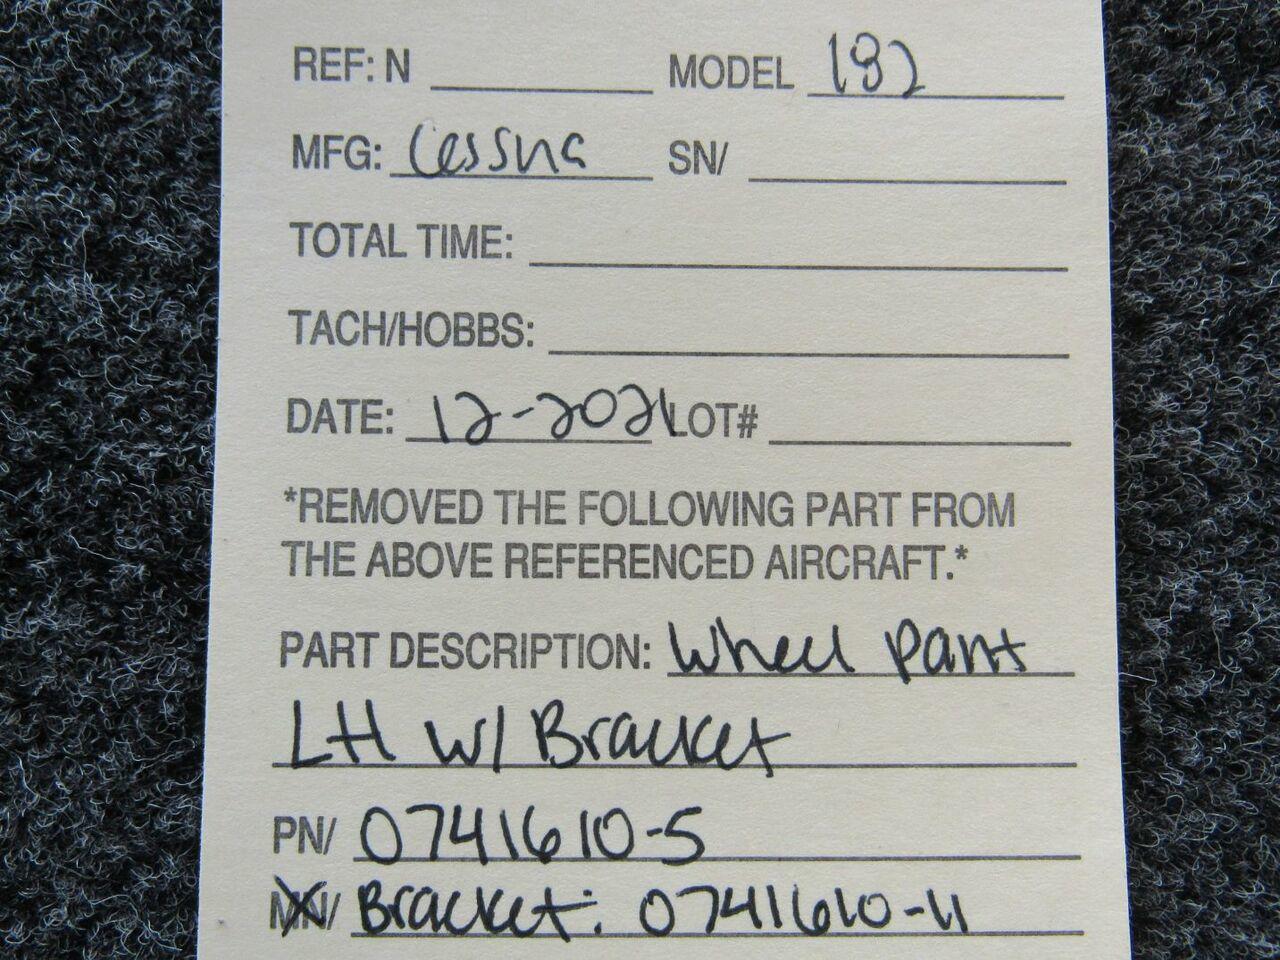 REF: N MODEL 182
MFG: Cessna SN/
TOTAL TIME:
TACH/HOBBS:
DATE: 12-2021 LOT#
*REMOVED THE FOLLOWING PART FROM
THE ABOVE REFERENCED AIRCRAFT.*
PART DESCRIPTION: Wheel Pant
LH W/ Bracket
PN/ 0741610-5
MN/ Bracket: 0741610-11